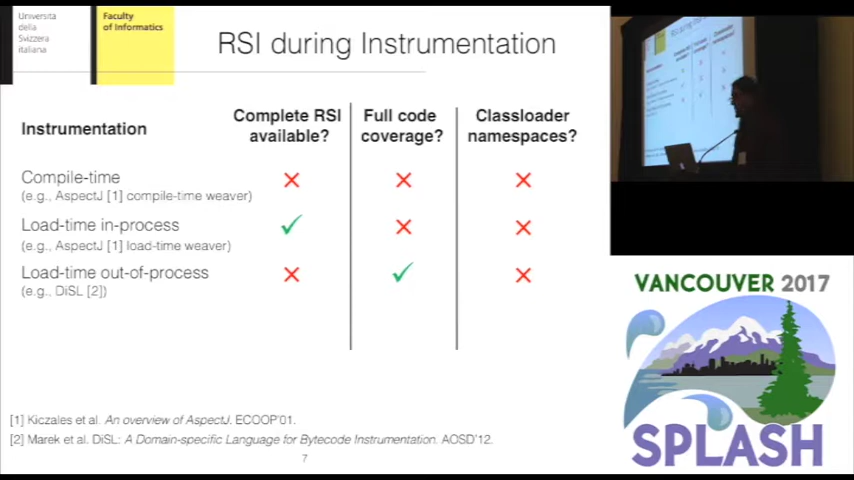 Universita
della
Svizzera
italiana
Faculty
of Informatics
RSI during Instrumentation
Instrumentation
Complete RSI
available?
Full code
coverage?
Classloader
namespaces?
Compile-time
(e.g., AspectJ [1] compile-time weaver)
Load-time in-process
(e.g., AspectJ [1] load-time weaver)
Load-time out-of-process
(e.g., DiSL [2])
[1] Kiczales et al. An overview of AspectJ. ECOOP'01.
[2] Marek et al. DiSL: A Domain-specific Language for Bytecode Instrumentation. AOSD'12.
7
VANCOUVER 2017
SPLASH